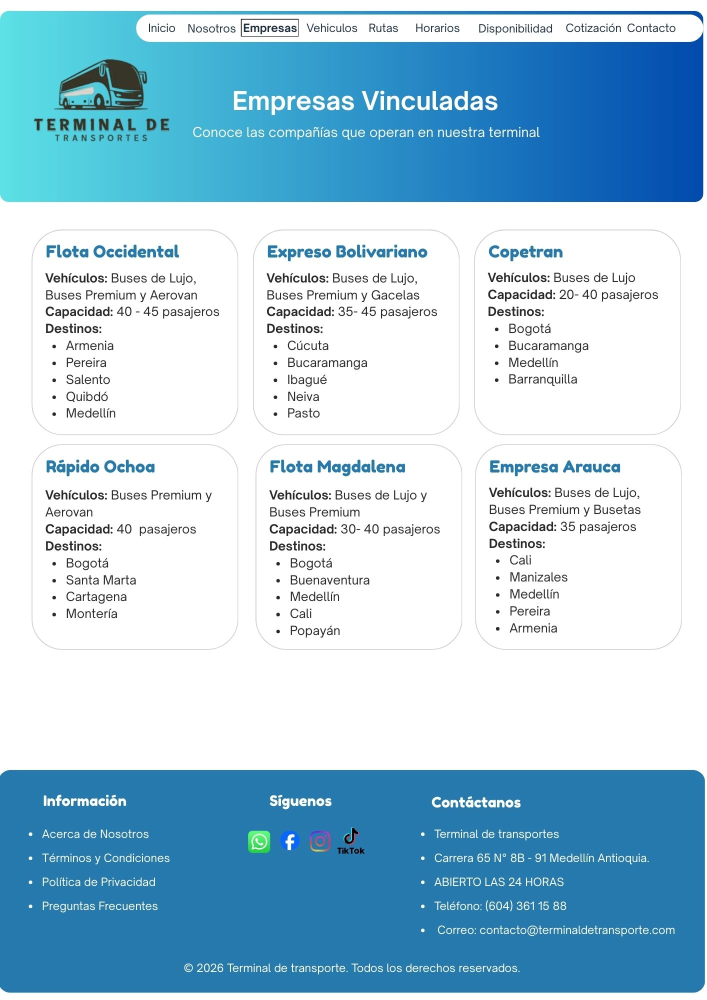 Inicio Nosotros Empresas Vehiculos Rutas Horarios Disponibilidad Cotización Contacto
TERMINAL DE
TRANSPORTES
Empresas Vinculadas
Conoce las compañías que operan en nuestra terminal
Flota Occidental
Vehículos: Buses de Lujo,
Buses Premium y Aerovan
Capacidad: 40 - 45 pasajeros
Destinos:
• Armenia
• Pereira
• Salento
• Quibdó
• Medellín
Expreso Bolivariano
Vehículos: Buses de Lujo,
Buses Premium y Gacelas
Capacidad: 35- 45 pasajeros
Destinos:
• Cúcuta
• Bucaramanga
• Ibagué
• Neiva
• Pasto
Copetran
Vehículos: Buses de Lujo
Capacidad: 20- 40 pasajeros
Destinos:
• Bogotá
• Bucaramanga
• Medellín
• Barranquilla
Rápido Ochoa
Vehículos: Buses Premium y
Aerovan
Capacidad: 40 pasajeros
Destinos:
• Bogotá
• Santa Marta
• Cartagena
• Montería
Flota Magdalena
Vehículos: Buses de Lujo y
Buses Premium
Capacidad: 30- 40 pasajeros
Destinos:
• Bogotá
• Buenaventura
• Medellín
• Cali
• Popayán
Empresa Arauca
Vehículos: Buses de Lujo,
Buses Premium y Busetas
Capacidad: 35 pasajeros
Destinos:
• Cali
• Manizales
• Medellín
• Pereira
• Armenia
Información
• Acerca de Nosotros
• Términos y Condiciones
• Política de Privacidad
• Preguntas Frecuentes
Síguenos
TikTok
Contáctanos
• Terminal de transportes
• Carrera 65 N° 8B - 91 Medellín Antioquia.
• ABIERTO LAS 24 HORAS
• Teléfono: (604) 361 15 88
• Correo: contacto@terminaldetransporte.com
© 2026 Terminal de transporte. Todos los derechos reservados.